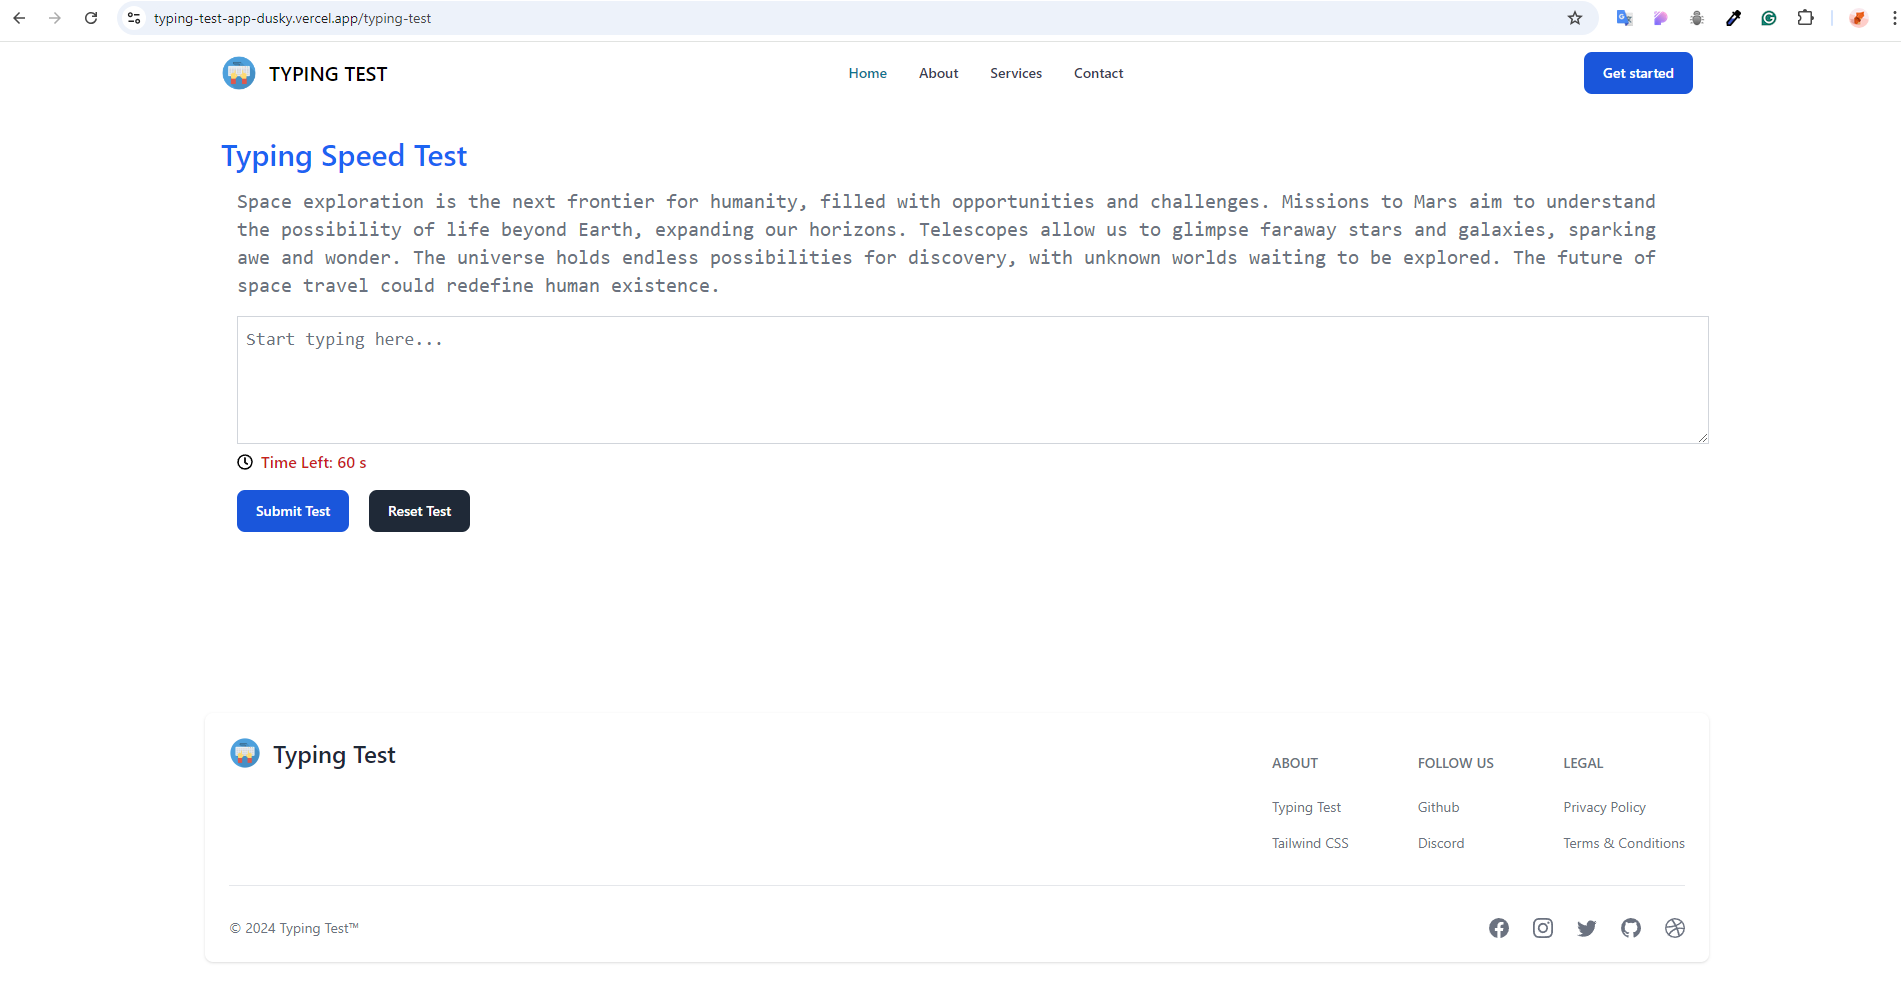 typing-test-app-dusky.vercel.app/typing-test
TYPING TEST
Home
About
Services
Contact
Get started
Typing Speed Test
Space exploration is the next frontier for humanity, filled with opportunities and challenges. Missions to Mars aim to understand
the possibility of life beyond Earth, expanding our horizons. Telescopes allow us to glimpse faraway stars and galaxies, sparking
awe and wonder. The universe holds endless possibilities for discovery, with unknown worlds waiting to be explored. The future of
space travel could redefine human existence.
Start typing here...
Time Left: 60 s
Submit Test
Reset Test
Typing Test
ABOUT
Typing Test
Tailwind CSS
FOLLOW US
Github
Discord
LEGAL
Privacy Policy
Terms & Conditions
© 2024 Typing Test™